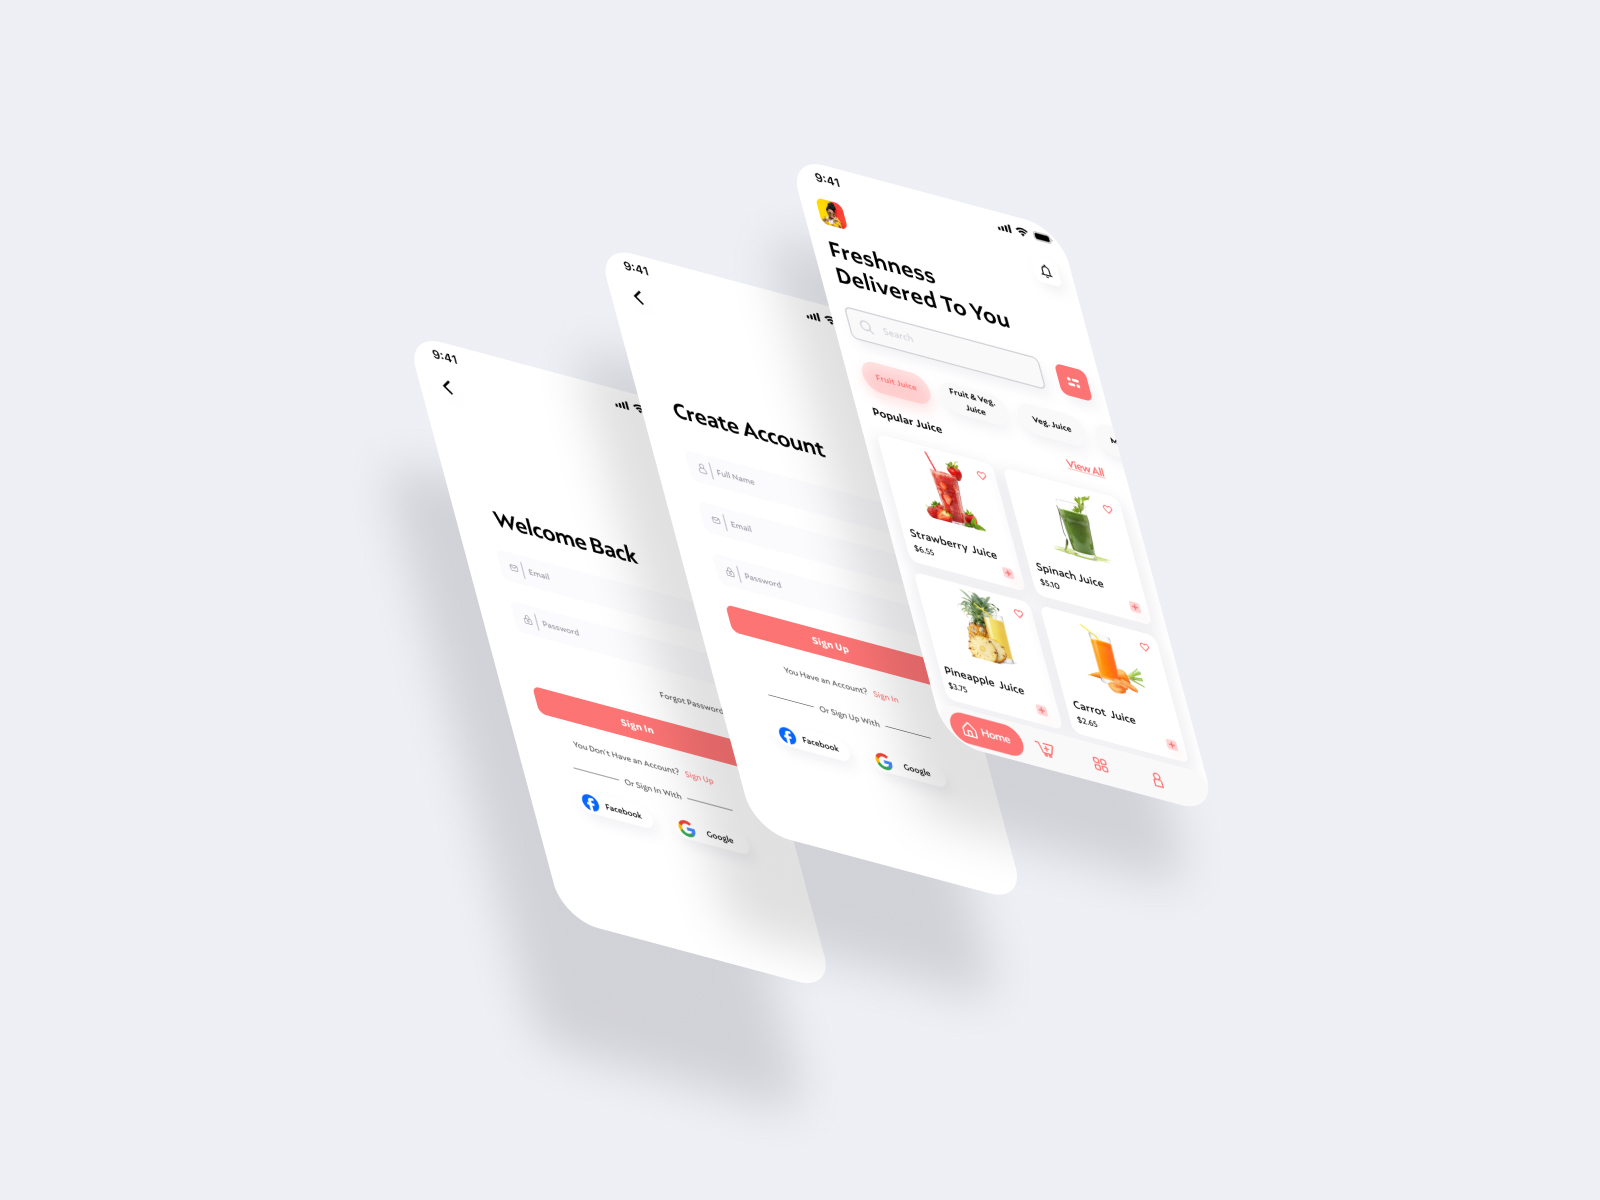 9:41
Welcome Back
Email
Password
Forgot Password
Sign In
You Don't Have an Account? Sign Up
Or Sign In With
Facebook
Google
9:41
Create Account
Full Name
Email
Password
Sign Up
You Have an Account? Sign In
Or Sign Up With
Facebook
Google
9:41
Freshness
Delivered To You
Search
Fruit Juice
Fruit & Veg.
Juice
Veg. Juice
Popular Juice
View All
Strawberry Juice
$6.55
Spinach Juice
$5.10
Pineapple Juice
$3.75
Carrot Juice
$2.65
Home